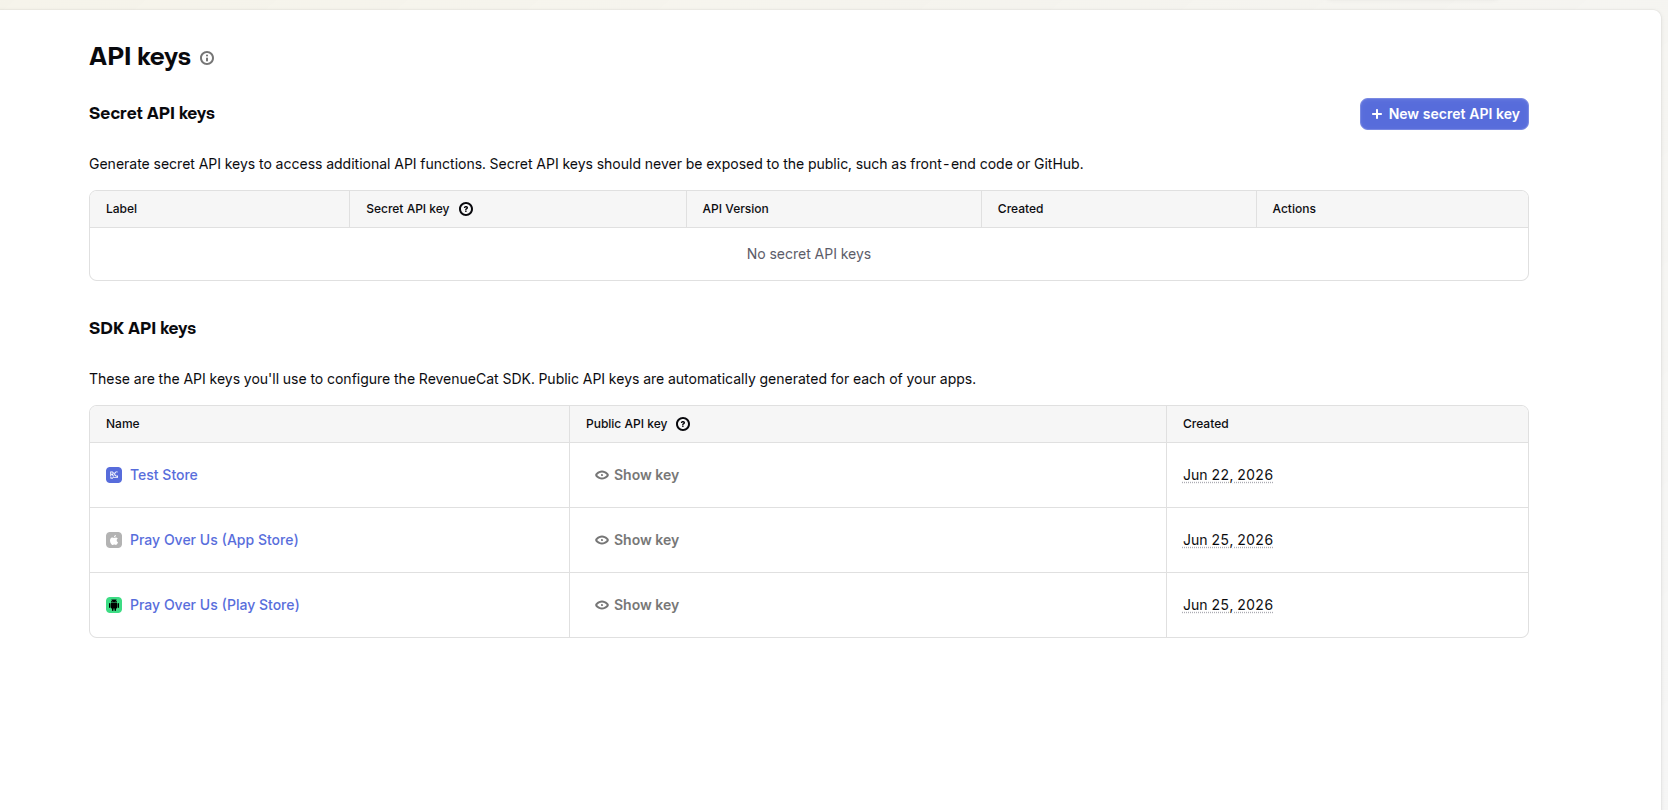 API keys
Secret API keys
+ New secret API key
Generate secret API keys to access additional API functions. Secret API keys should never be exposed to the public, such as front-end code or GitHub.
Label Secret API key API Version Created Actions
No secret API keys
SDK API keys
These are the API keys you'll use to configure the RevenueCat SDK. Public API keys are automatically generated for each of your apps.
Name Public API key Created
Test Store Show key Jun 22, 2026
Pray Over Us (App Store) Show key Jun 25, 2026
Pray Over Us (Play Store) Show key Jun 25, 2026